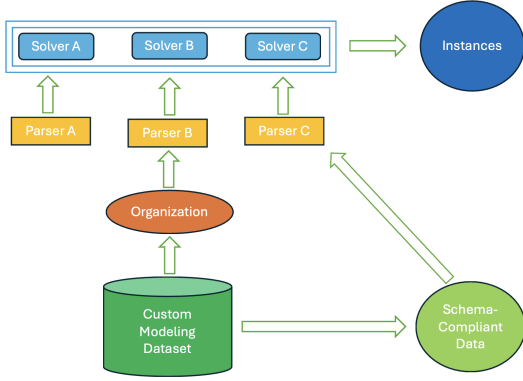 Solver A
Solver B
Solver C
Instances
Parser A
Parser B
Parser C
Organization
Custom
Modeling
Dataset
Schema-
Compliant
Data